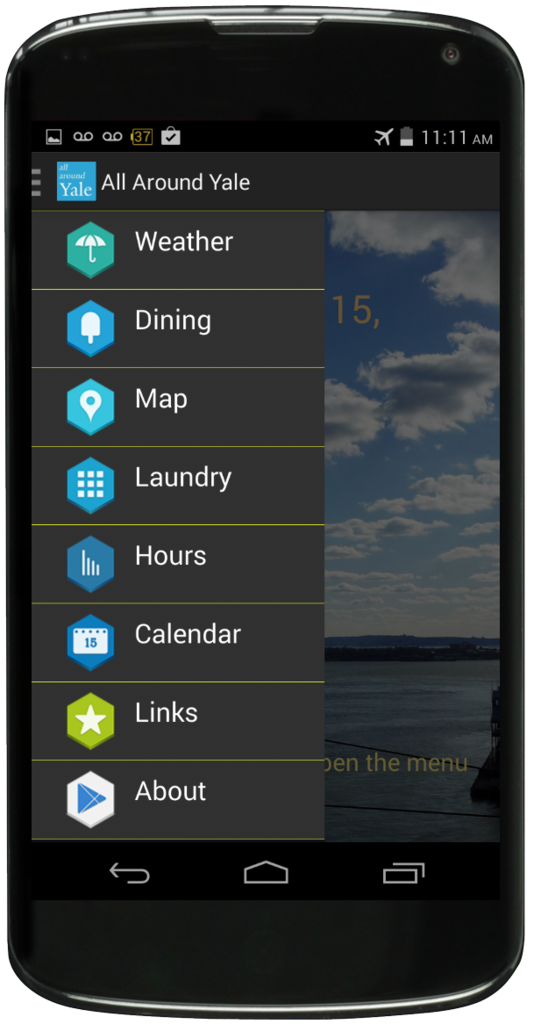 37
11:11 AM
all
around
Yale
All Around Yale
Weather
Dining
15,
Map
Laundry
Hours
Calendar
15
Links
the menu
About